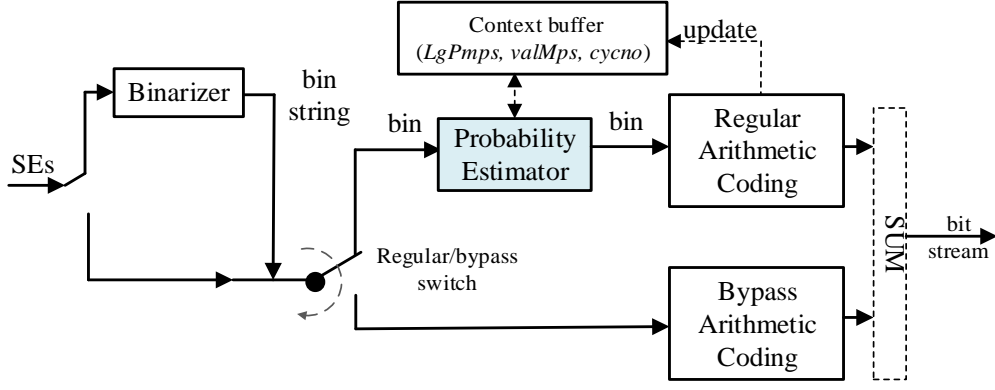 Context buffer
(LgPmps, valMps, cycno)
update
Binarizer
bin
string
SEs
bin
Probability
Estimator
bin
Regular
Arithmetic
Coding
SUM
bit
stream
Regular/bypass
switch
Bypass
Arithmetic
Coding